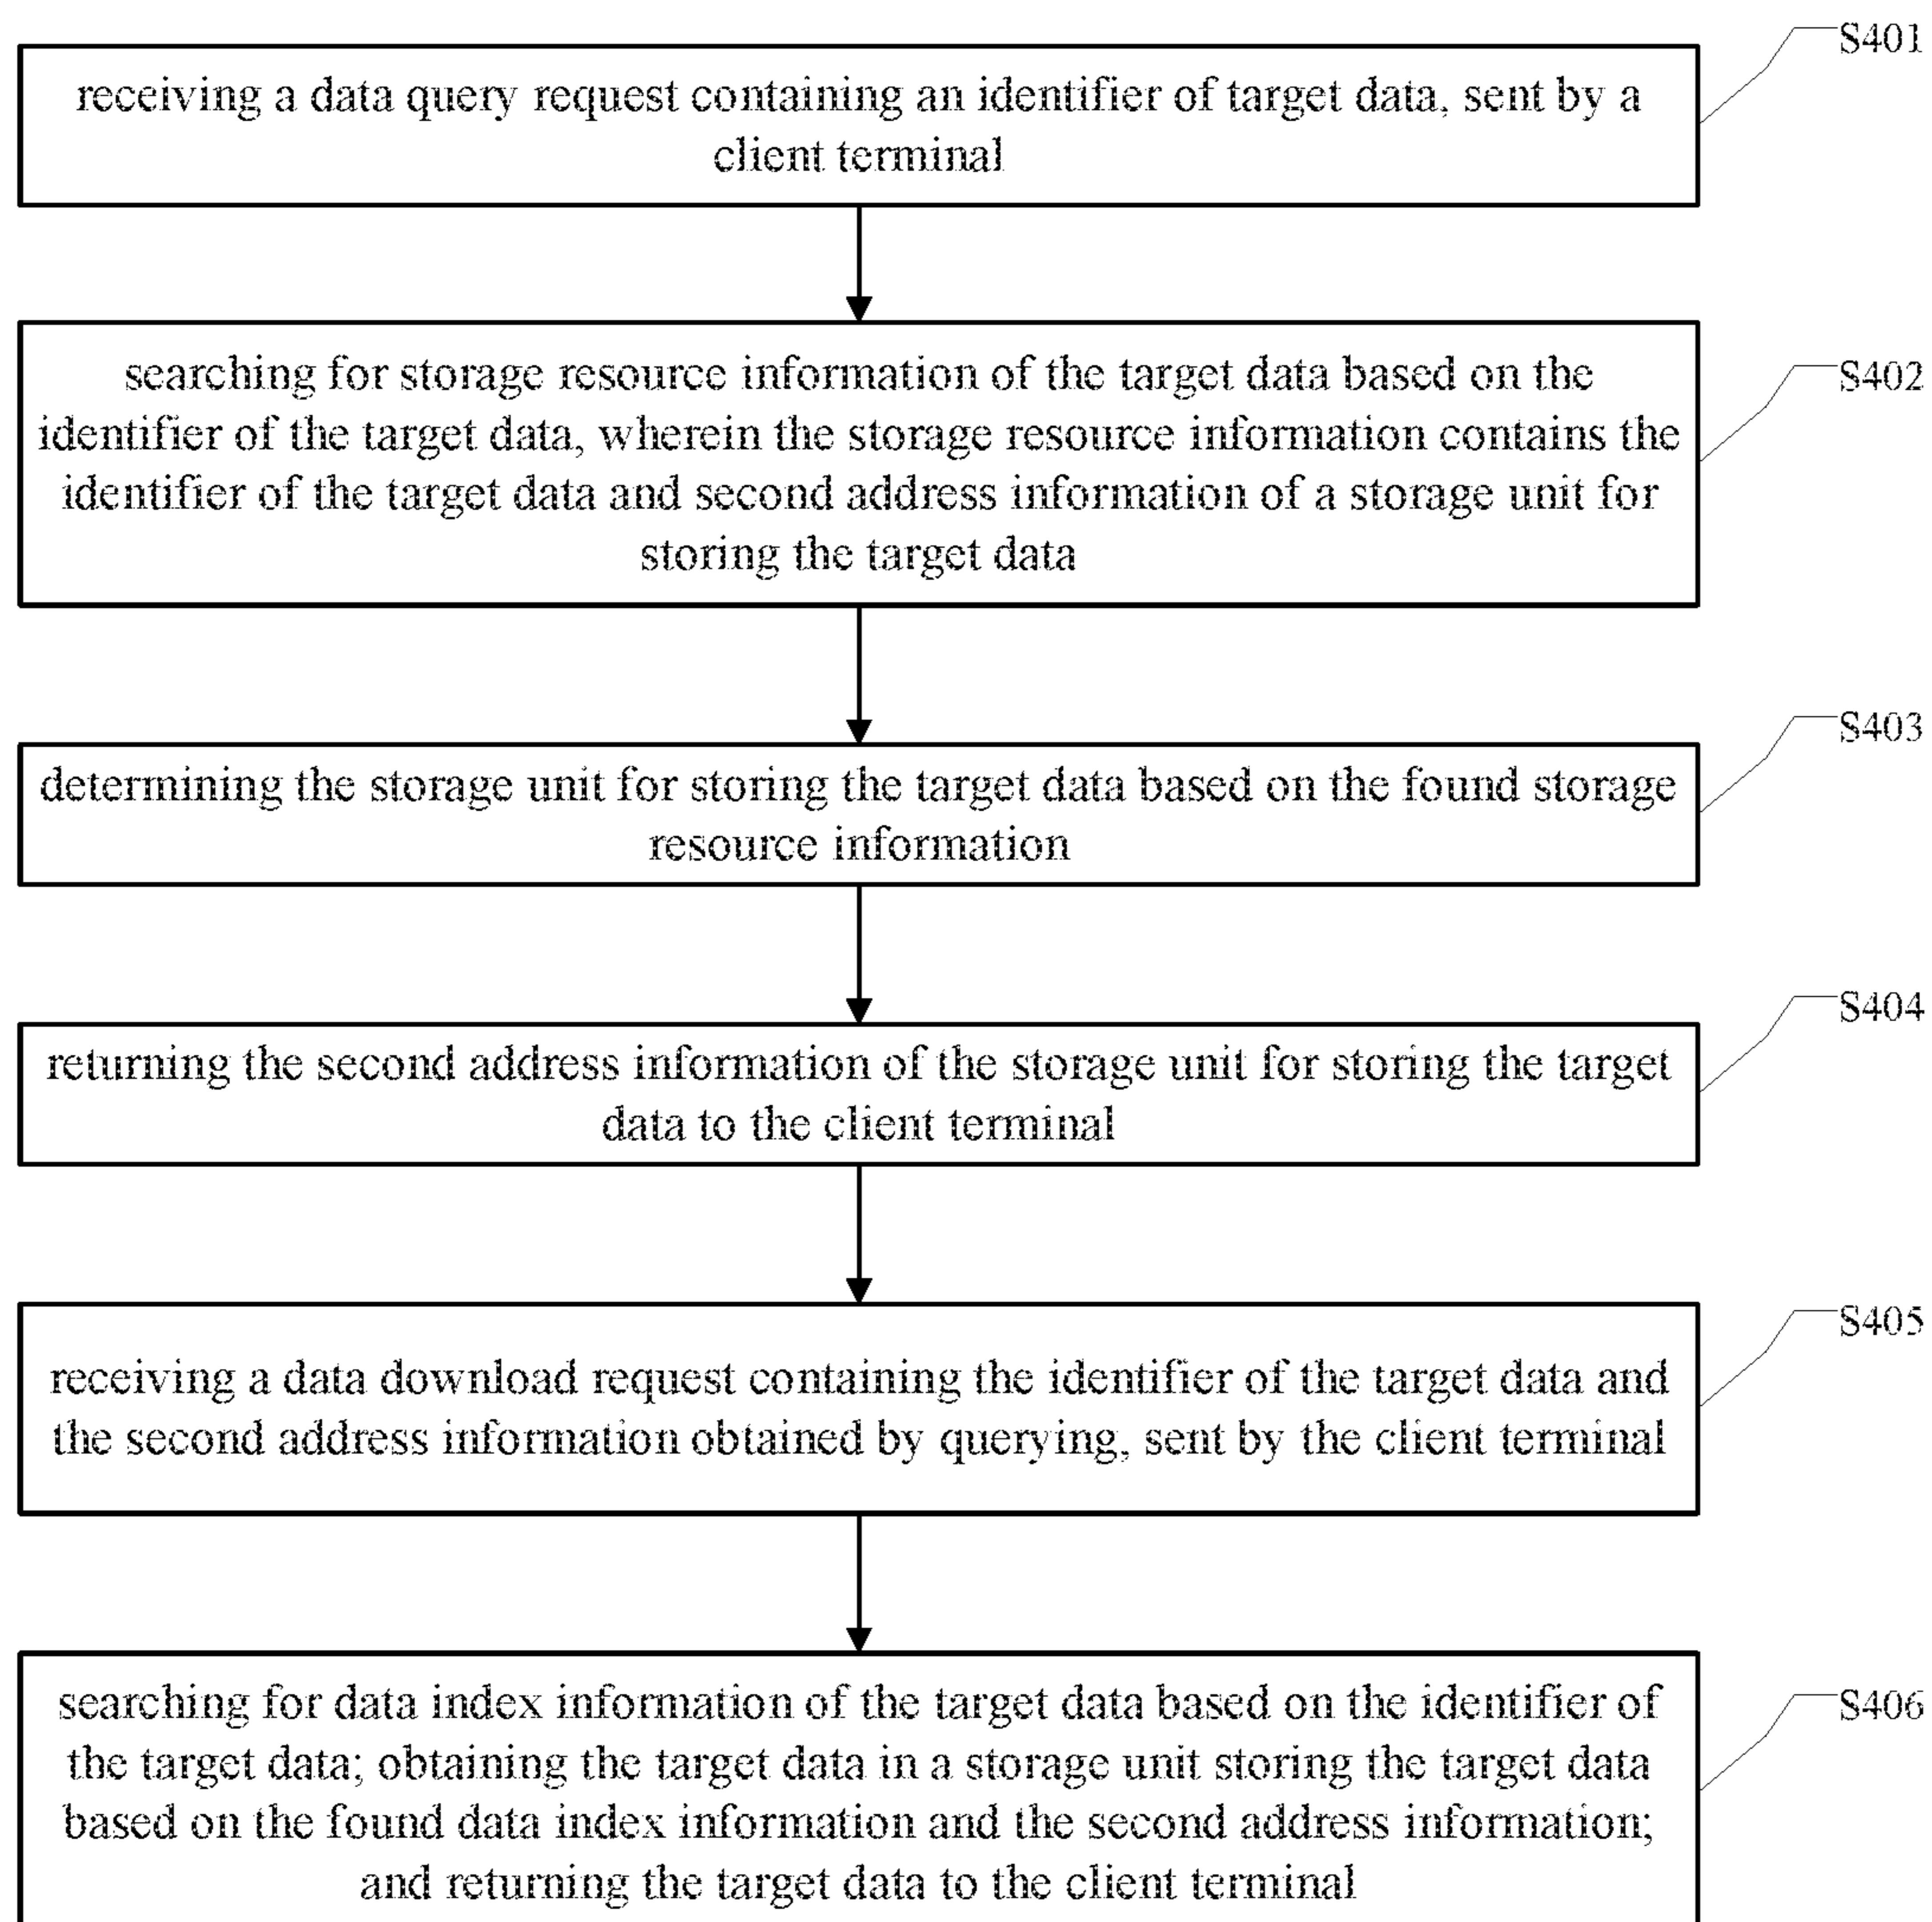 S401
receiving a data query request containing an identifier of target data, sent by a
client terminal
S402
searching for storage resource information of the target data based on the
identifier of the target data, wherein the storage resource information contains the
identifier of the target data and second address information of a storage unit for
storing the target data
S403
determining the storage unit for storing the target data based on the found storage
resource information
S404
returning the second address information of the storage unit for storing the target
data to the client terminal
S405
receiving a data download request containing the identifier of the target data and
the second address information obtained by querying, sent by the client terminal
S406
searching for data index information of the target data based on the identifier of
the target data; obtaining the target data in a storage unit storing the target data
based on the found data index information and the second address information;
and returning the target data to the client terminal